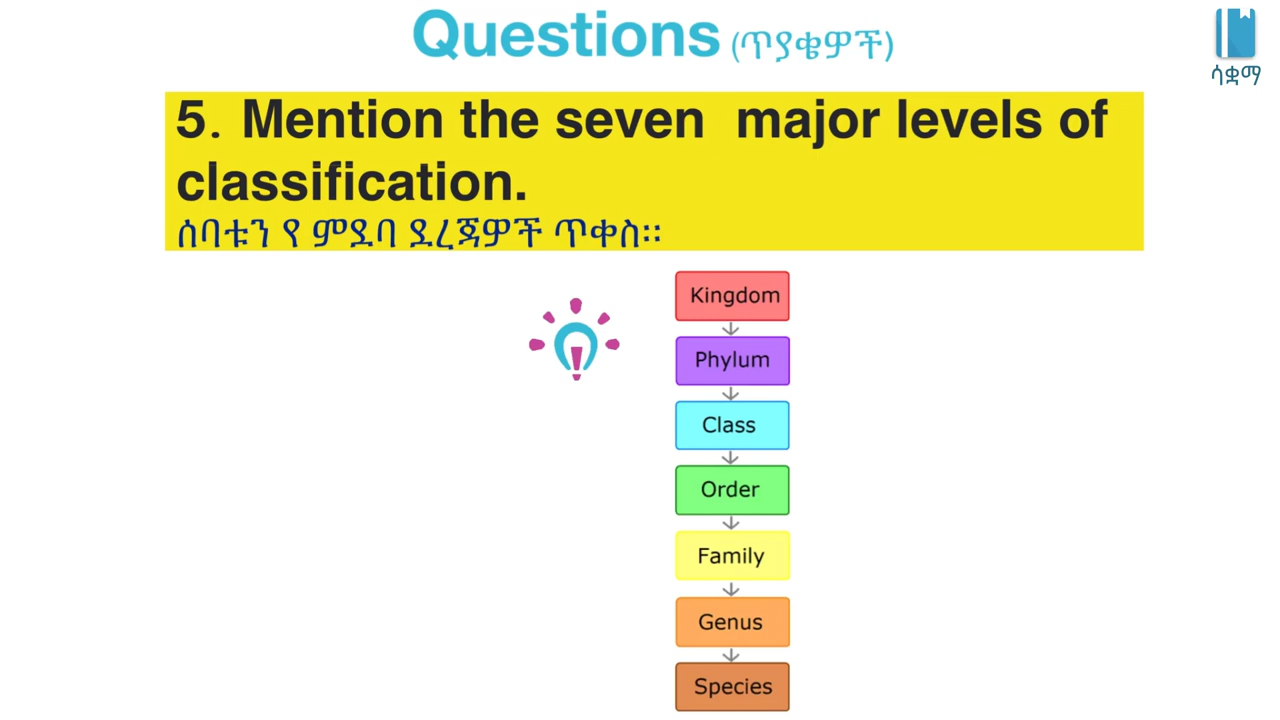 Questions (ጥያቄዎች)
ሳቋማ
5. Mention the seven major levels of
classification.
ሰባቱን የ ምደባ ደረጃዎች ጥቀስ።
Kingdom
Phylum
Class
Order
Family
Genus
Species